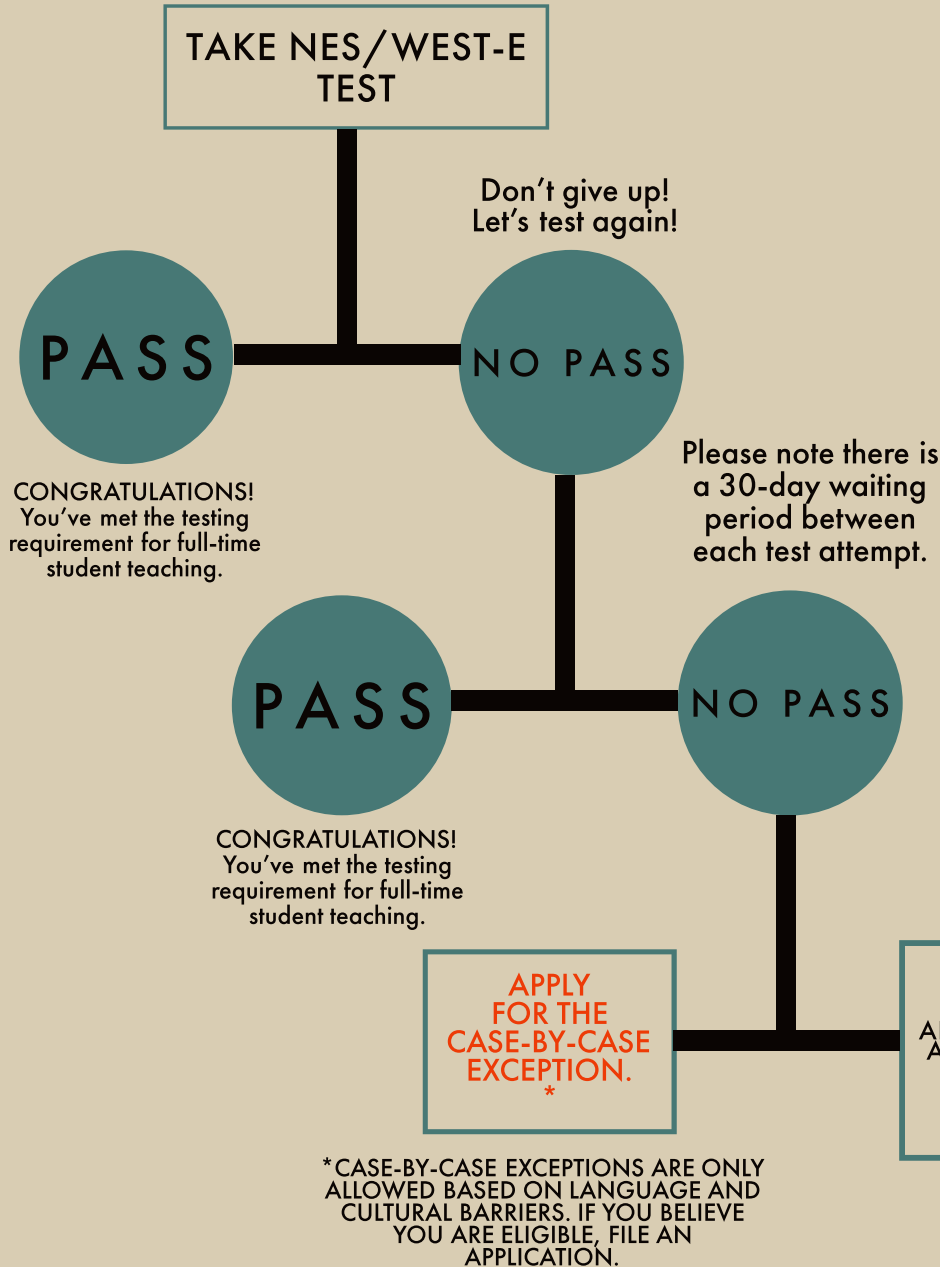 TAKE NES/WEST-E
TEST
Don't give up!
Let's test again!
PASS
NO PASS
CONGRATULATIONS!
You've met the testing
requirement for full-time
student teaching.
Please note there is
a 30-day waiting
period between
each test attempt.
PASS
NO PASS
CONGRATULATIONS!
You've met the testing
requirement for full-time
student teaching.
APPLY
FOR THE
CASE-BY-CASE
EXCEPTION.
*
*CASE-BY-CASE EXCEPTIONS ARE ONLY
ALLOWED BASED ON LANGUAGE AND
CULTURAL BARRIERS. IF YOU BELIEVE
YOU ARE ELIGIBLE, FILE AN
APPLICATION.